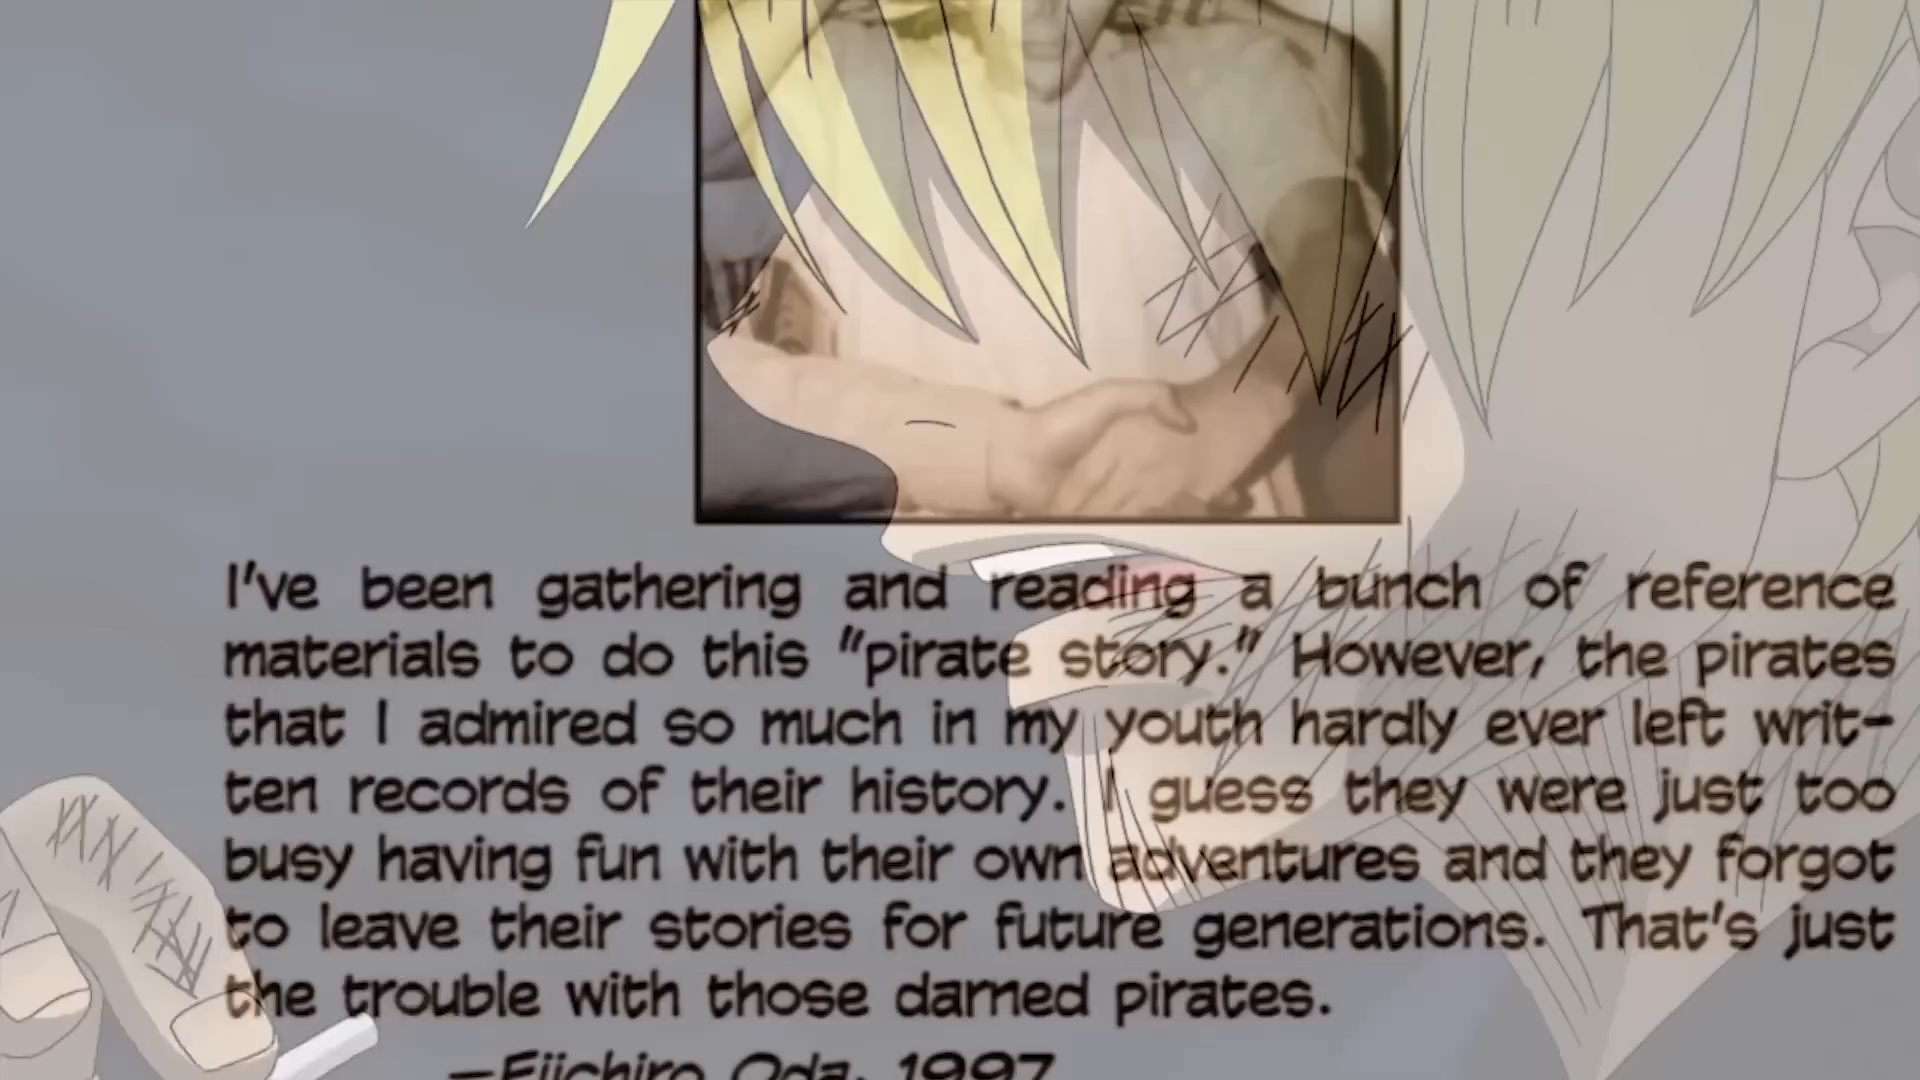 I've been gathering and reading a bunch of reference
materials to do this "pirate story." However, the pirates
that I admired so much in my youth hardly ever left writ-
ten records of their history. I guess they were just too
busy having fun with their own adventures and they forgot
to leave their stories for future generations. That's just
the trouble with those darned pirates.
—Eiichiro Oda, 1997